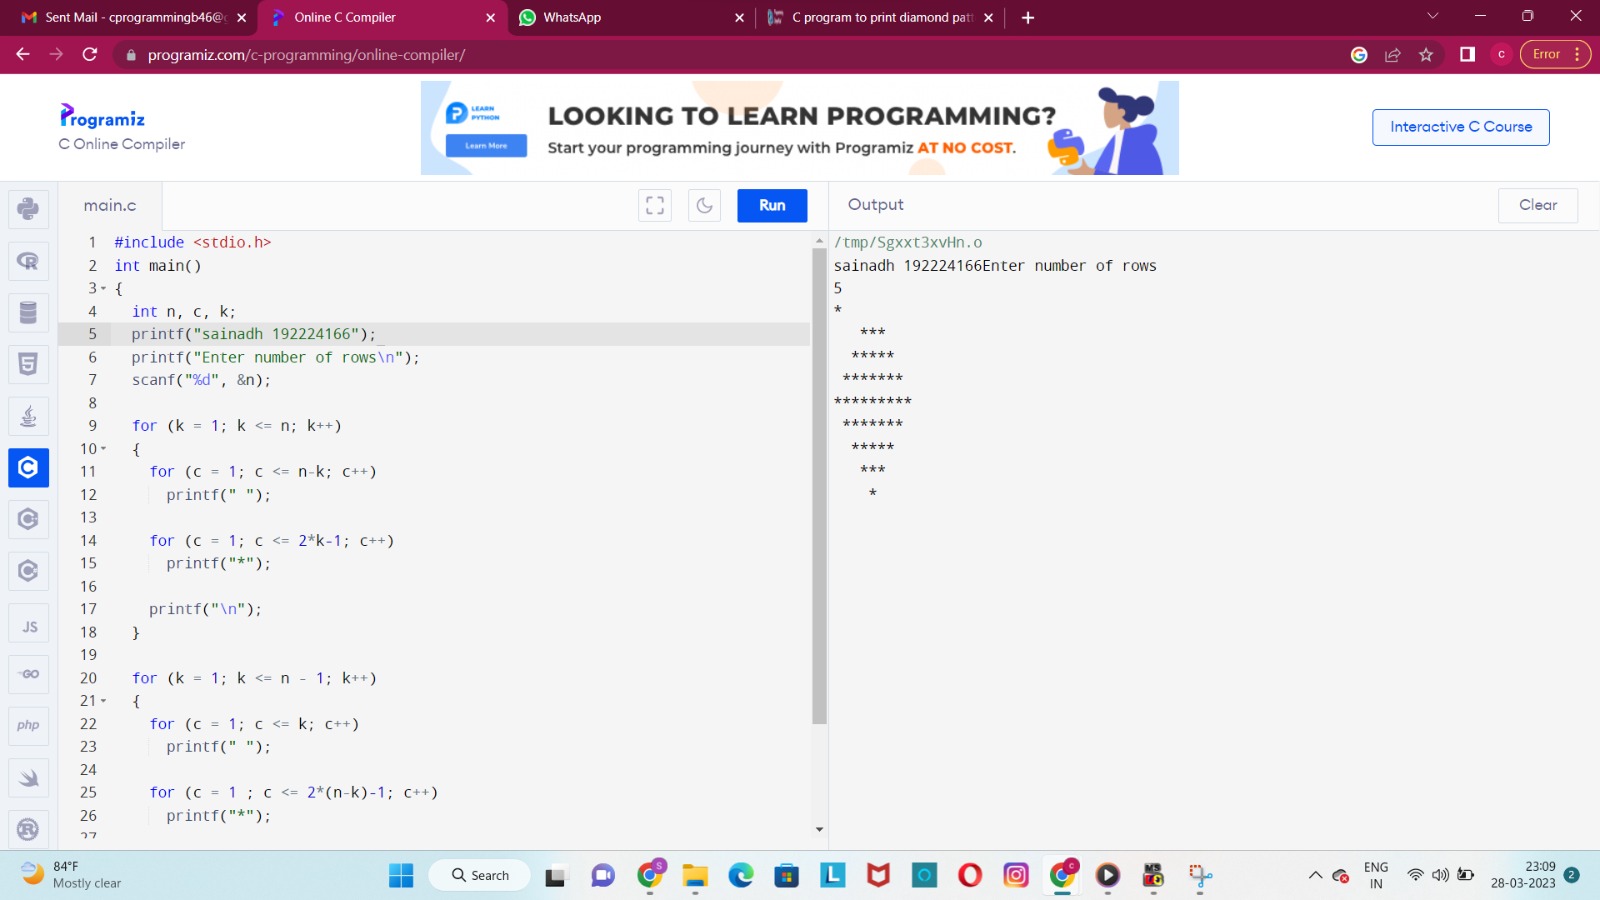 Sent Mail - cprogrammingb46@g
Online C Compiler
WhatsApp
C program to print diamond patt
programiz.com/c-programming/online-compiler/
C
Error
Programiz
C Online Compiler
LEARN
PYTHON
Learn More
LOOKING TO LEARN PROGRAMMING?
Start your programming journey with Programiz AT NO COST.
Interactive C Course
main.c
Run
Output
Clear
1 #include <stdio.h>
2 int main()
3 {
4 int n, c, k;
5 printf("sainadh 192224166");_
6 printf("Enter number of rows\n");
7 scanf("%d", &n);
8
9 for (k = 1; k <= n; k++)
10 {
11 for (c = 1; c <= n-k; c++)
12 printf(" ");
13
14 for (c = 1; c <= 2*k-1; c++)
15 printf("*");
16
17 printf("\n");
18 }
19
20 for (k = 1; k <= n - 1; k++)
21 {
22 for (c = 1; c <= k; c++)
23 printf(" ");
24
25 for (c = 1 ; c <= 2*(n-k)-1; c++)
26 printf("*");
27
/tmp/Sgxxt3xvHn.o
sainadh 192224166Enter number of rows
5
*
   ***
  *****
 *******
*********
 *******
  *****
   ***
    *
JS
GO
php
84°F
Mostly clear
Search
ENG
IN
23:09
28-03-2023
2